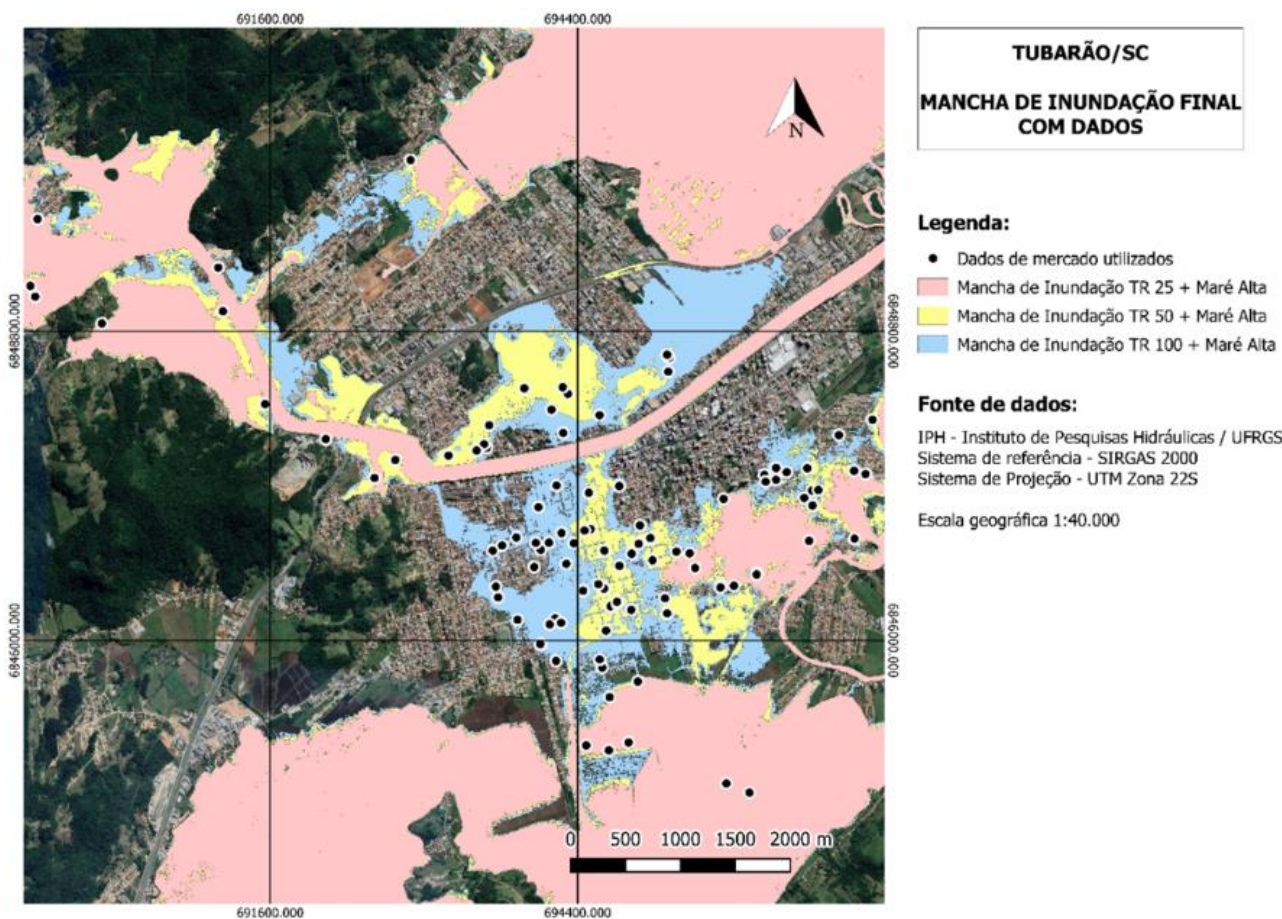 691600.000
694400.000
TUBARÃO/SC
MANCHA DE INUNDAÇÃO FINAL
COM DADOS
N
Legenda:
Dados de mercado utilizados
Mancha de Inundação TR 25 + Maré Alta
Mancha de Inundação TR 50 + Maré Alta
Mancha de Inundação TR 100 + Maré Alta
6848800.000
6848800.000
Fonte de dados:
IPH - Instituto de Pesquisas Hidráulicas / UFRGS
Sistema de referência - SIRGAS 2000
Sistema de Projeção - UTM Zona 22S
Escala geográfica 1:40.000
6846000.000
6846000.000
0 500 1000 1500 2000 m
691600.000
694400.000